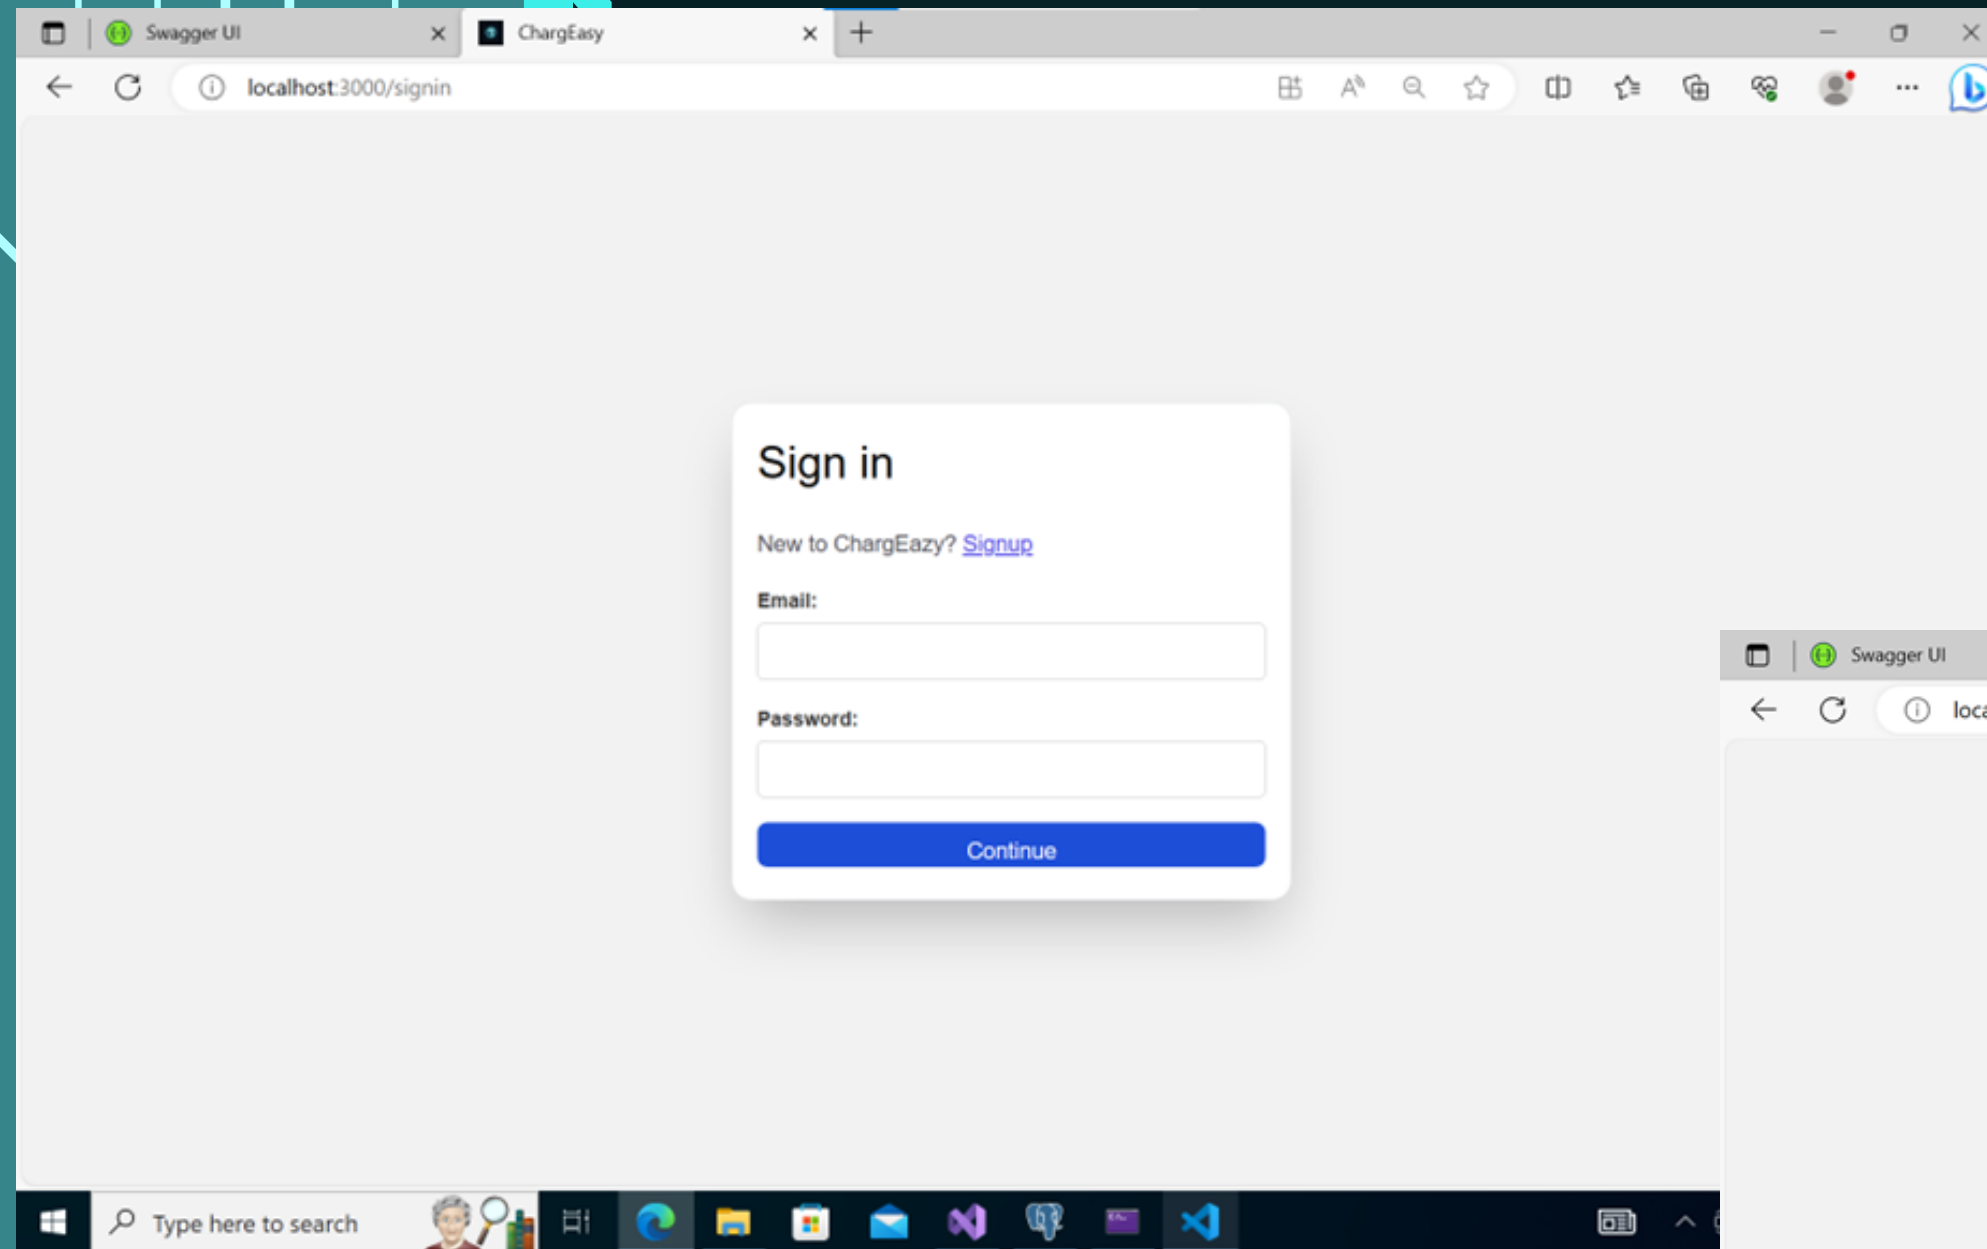 Swagger UI
ChargEasy
localhost:3000/signin
Sign in
New to ChargEazy? Signup
Email:
Password:
Continue
Swagger UI
loca
Type here to search